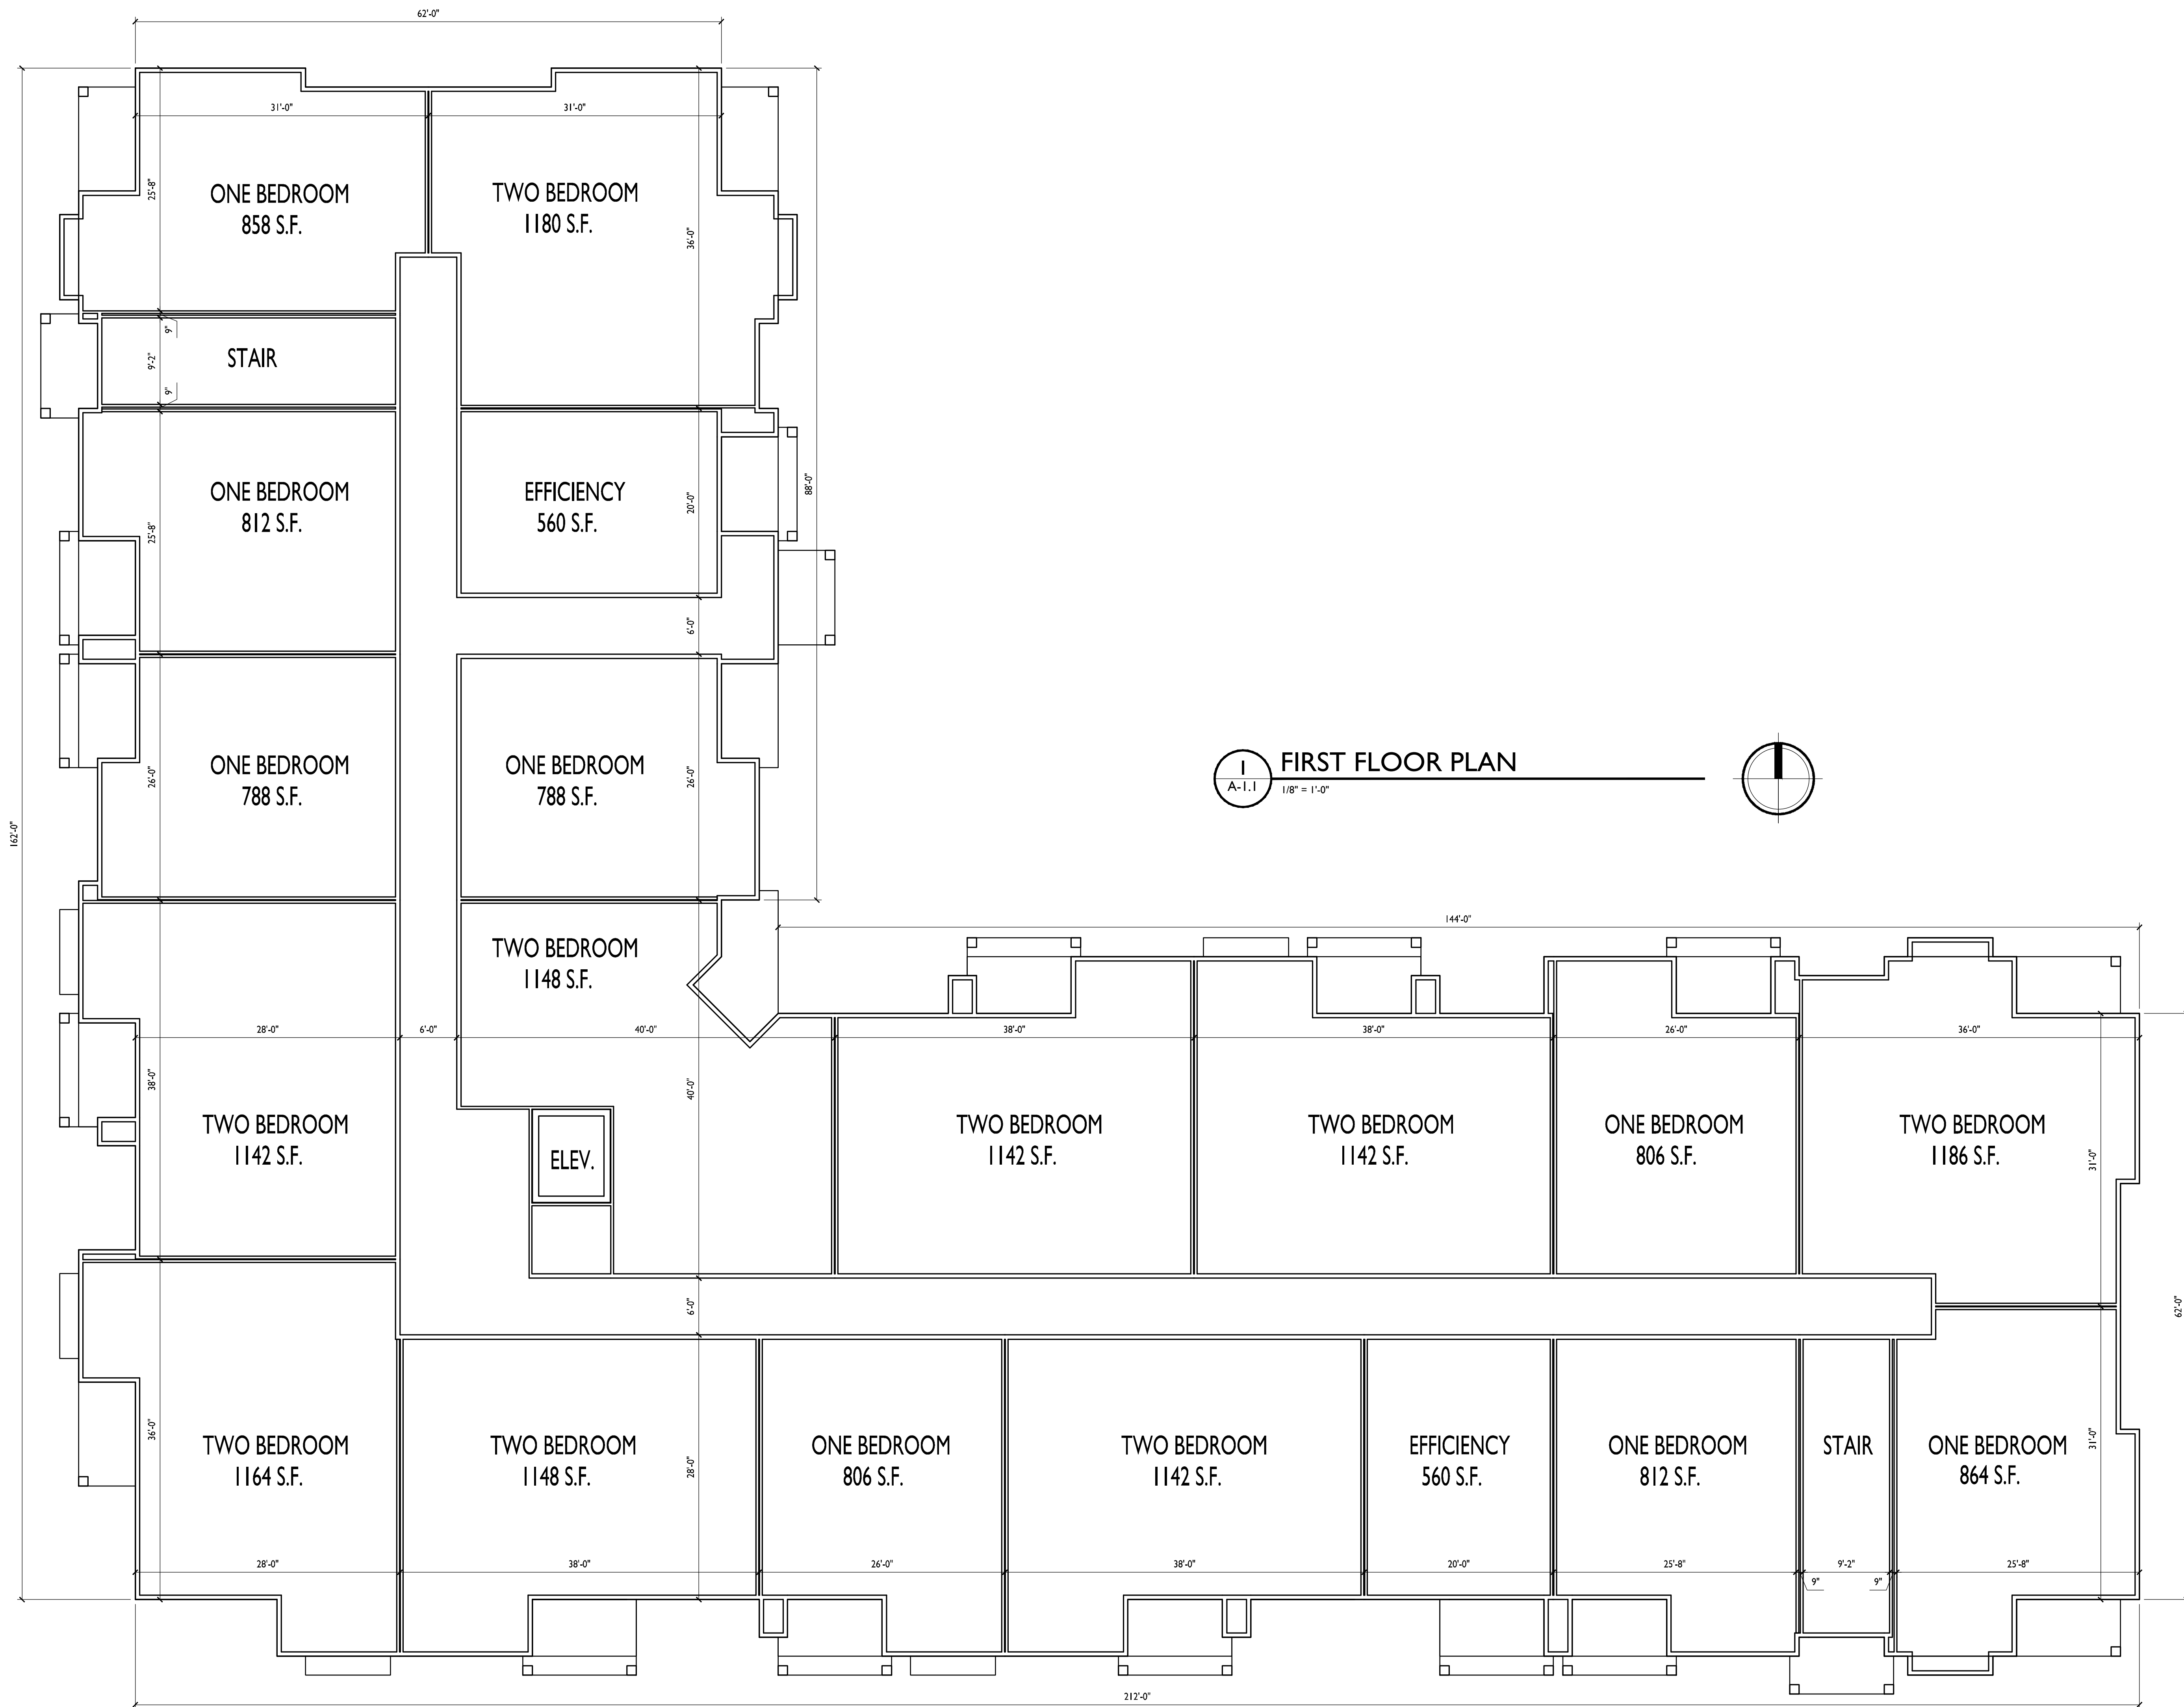 62'-0"
31'-0"
31'-0"
25'-8"
ONE BEDROOM
858 S.F.
TWO BEDROOM
1180 S.F.
36'-0"
9"
STAIR
9'-2"
9"
ONE BEDROOM
812 S.F.
25'-8"
EFFICIENCY
560 S.F.
20'-0"
88'-0"
6'-0"
ONE BEDROOM
788 S.F.
26'-0"
ONE BEDROOM
788 S.F.
26'-0"
162'-0"
1
A-1.1
FIRST FLOOR PLAN
1/8" = 1'-0"
144'-0"
TWO BEDROOM
1148 S.F.
28'-0"
6'-0"
40'-0"
38'-0"
38'-0"
26'-0"
36'-0"
38'-0"
40'-0"
TWO BEDROOM
1142 S.F.
ELEV.
TWO BEDROOM
1142 S.F.
TWO BEDROOM
1142 S.F.
ONE BEDROOM
806 S.F.
TWO BEDROOM
1186 S.F.
31'-0"
6'-0"
62'-0"
36'-0"
TWO BEDROOM
1164 S.F.
TWO BEDROOM
1148 S.F.
28'-0"
ONE BEDROOM
806 S.F.
TWO BEDROOM
1142 S.F.
EFFICIENCY
560 S.F.
ONE BEDROOM
812 S.F.
STAIR
ONE BEDROOM
864 S.F.
31'-0"
28'-0"
38'-0"
26'-0"
38'-0"
20'-0"
25'-8"
9'-2"
25'-8"
9"
9"
212'-0"